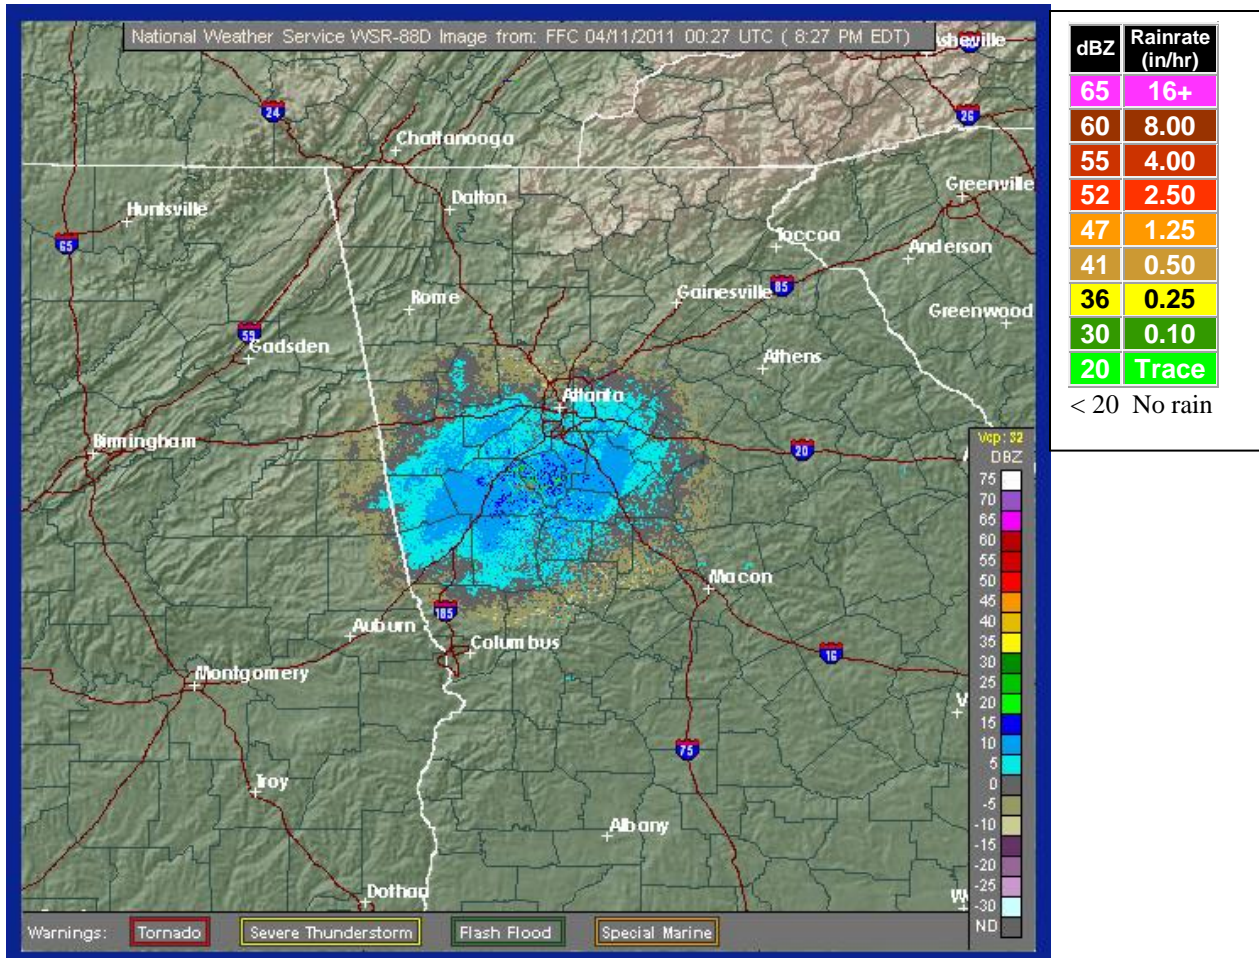 National Weather Service WSR-88D Image from: FFC 04/11/2011 00:27 UTC ( 8:27 PM EDT)
sheville
24
26
Chattanooga
Dalton
Greenville
Huntsville
65
Toccoa
Anderson
85
Gainesville
Rome
Greenwood
59
Gadsden
Athens
Atlanta
Birmingham
20
Macon
185
Auburn
Columbus
16
Montgomery
V
75
Troy
Albany
Dothan
W
Vcp: 32
DBZ
75
70
65
60
55
50
45
40
35
30
25
20
15
10
5
0
-5
-10
-15
-20
-25
-30
ND
Warnings: Tornado Severe Thunderstorm Flash Flood Special Marine
dBZ Rainrate
(in/hr)
65 16+
60 8.00
55 4.00
52 2.50
47 1.25
41 0.50
36 0.25
30 0.10
20 Trace
< 20 No rain